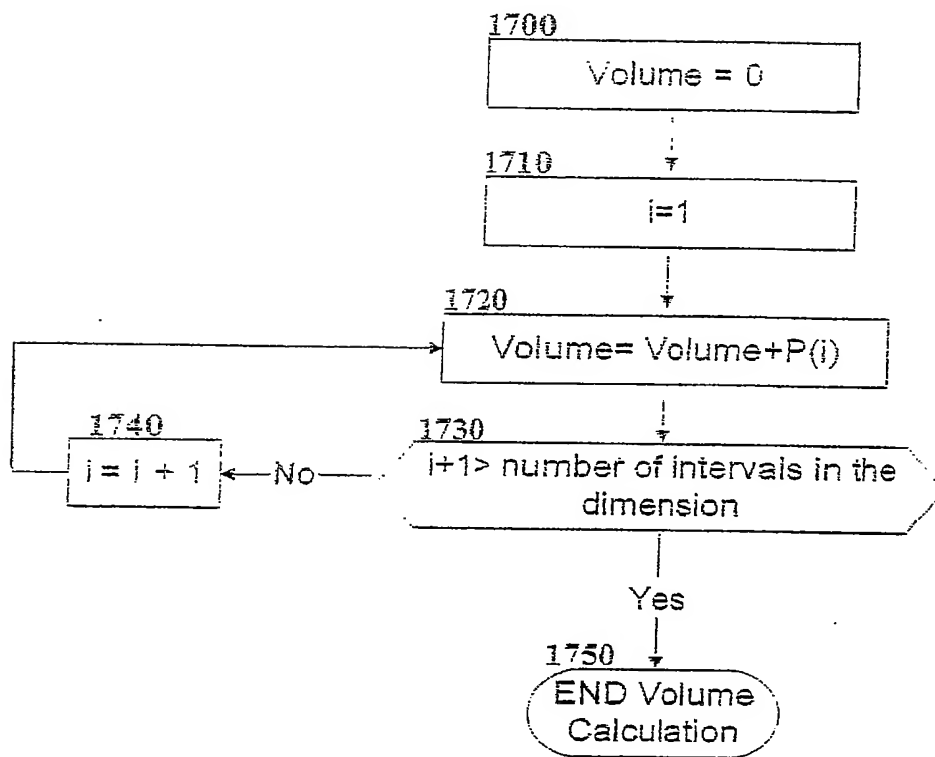 1700
Volume = 0
1710
i=1
1720
Volume= Volume+P(i)
1730
i+1> number of intervals in the
dimension
1740
i = i + 1
No
Yes
1750
END Volume
Calculation